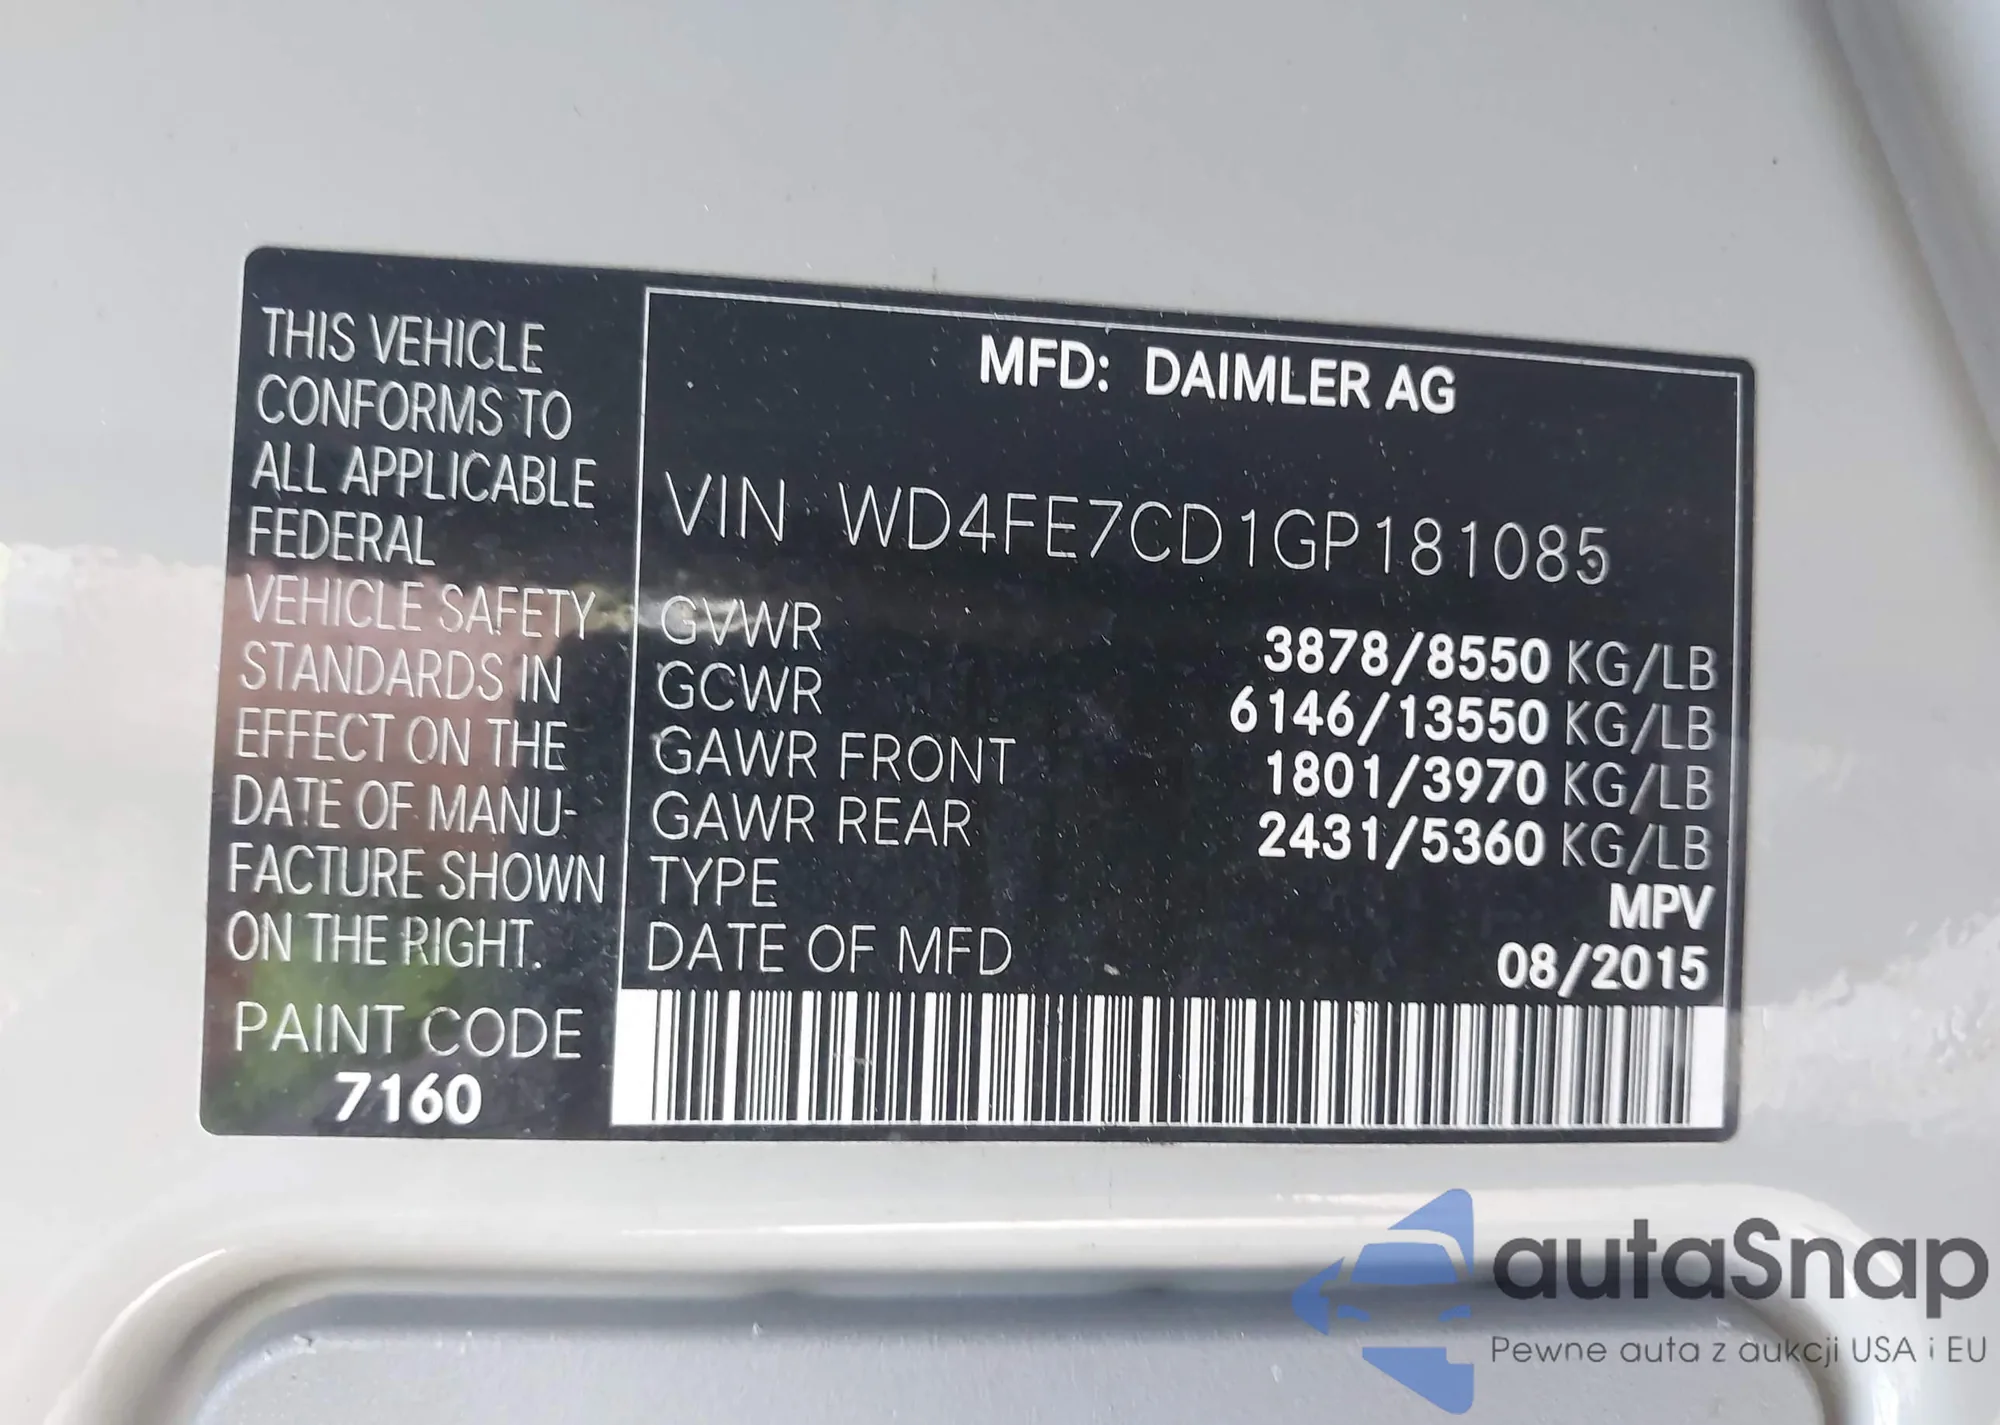 THIS VEHICLE
CONFORMS TO
ALL APPLICABLE
FEDERAL
VEHICLE SAFETY
STANDARDS IN
EFFECT ON THE
DATE OF MANU-
FACTURE SHOWN
ON THE RIGHT.
PAINT CODE
7160
MFD: DAIMLER AG
VIN WD4FE7CD1GP181085
GVWR 3878/8550 KG/LB
GCWR 6146/13550 KG/LB
GAWR FRONT 1801/3970 KG/LB
GAWR REAR 2431/5360 KG/LB
TYPE MPV
DATE OF MFD 08/2015
autaSnap
Pewne auta z aukcji USA i EU